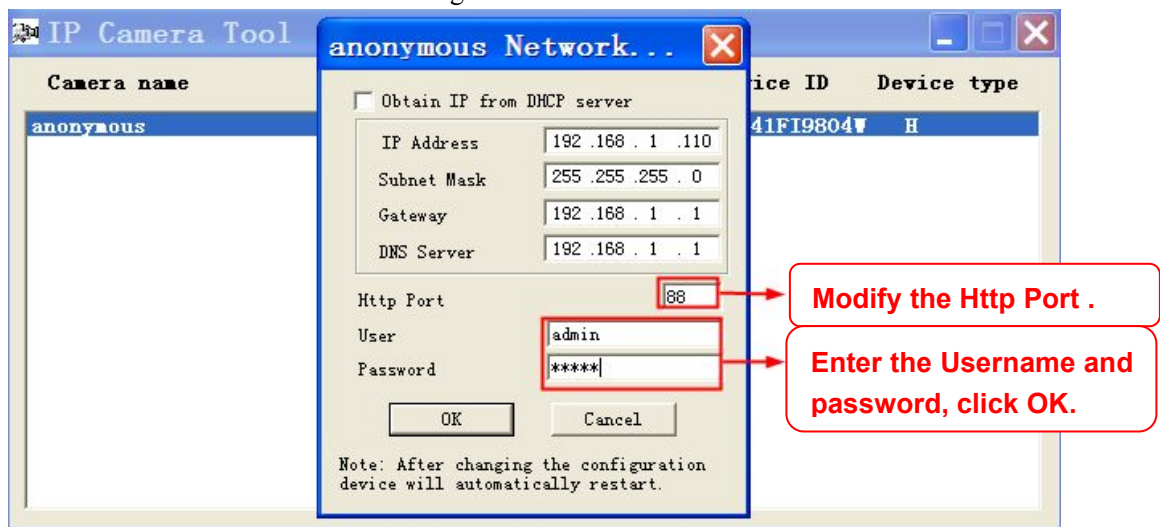 IP Camera Tool
anonymous Network...
Camera name
ice ID
Device type
anonymous
41FI9804W
H
Obtain IP from DHCP server
IP Address 192 .168 . 1 .110
Subnet Mask 255 .255 .255 . 0
Gateway 192 .168 . 1 . 1
DNS Server 192 .168 . 1 . 1
Http Port 88
Modify the Http Port .
User admin
Password *****
Enter the Username and
password, click OK.
OK Cancel
Note: After changing the configuration
device will automatically restart.